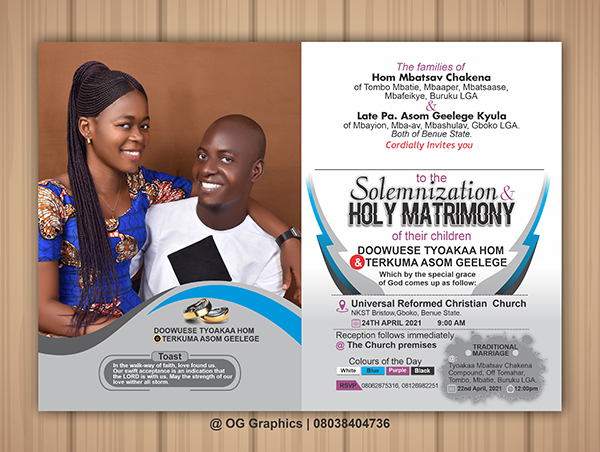 The families of
Hom Mbatsav Chakena
of Tombo Mbatie, Mbaaper, Mbatsaase,
Mbafeikye, Buruku LGA
&
Late Pa. Asom Geelege Kyula
of Mbayion, Mba-av, Mbashulav, Gboko LGA.
Both of Benue State.
Cordially Invites you
to the
Solemnization &
HOLY MATRIMONY
of their children
DOOWUESE TYOAKAA HOM
& TERKUMA ASOM GEELEGE
Which by the special grace
of God comes up as follow:
Universal Reformed Christian Church
NKST Bristow,Gboko, Benue State.
24TH APRIL 2021 9:00 AM
Reception follows immediately
@ The Church premises
Colours of the Day
White Blue Purple Black
RSVP 08062875316, 08126982251
TRADITIONAL
MARRIAGE
@
Tyoakaa Mbatsav Chakena
Compound, Off Tomahar,
Tombo, Mbatie, Buruku LGA.
22nd April, 2021 12:00pm
DOOWUESE TYOAKAA HOM
& TERKUMA ASOM GEELEGE
Toast
In the walk-way of faith, love found us.
Our swift acceptance is an indication that
the LORD is with us. May the strength of our
love wither all storm.
@ OG Graphics | 08038404736